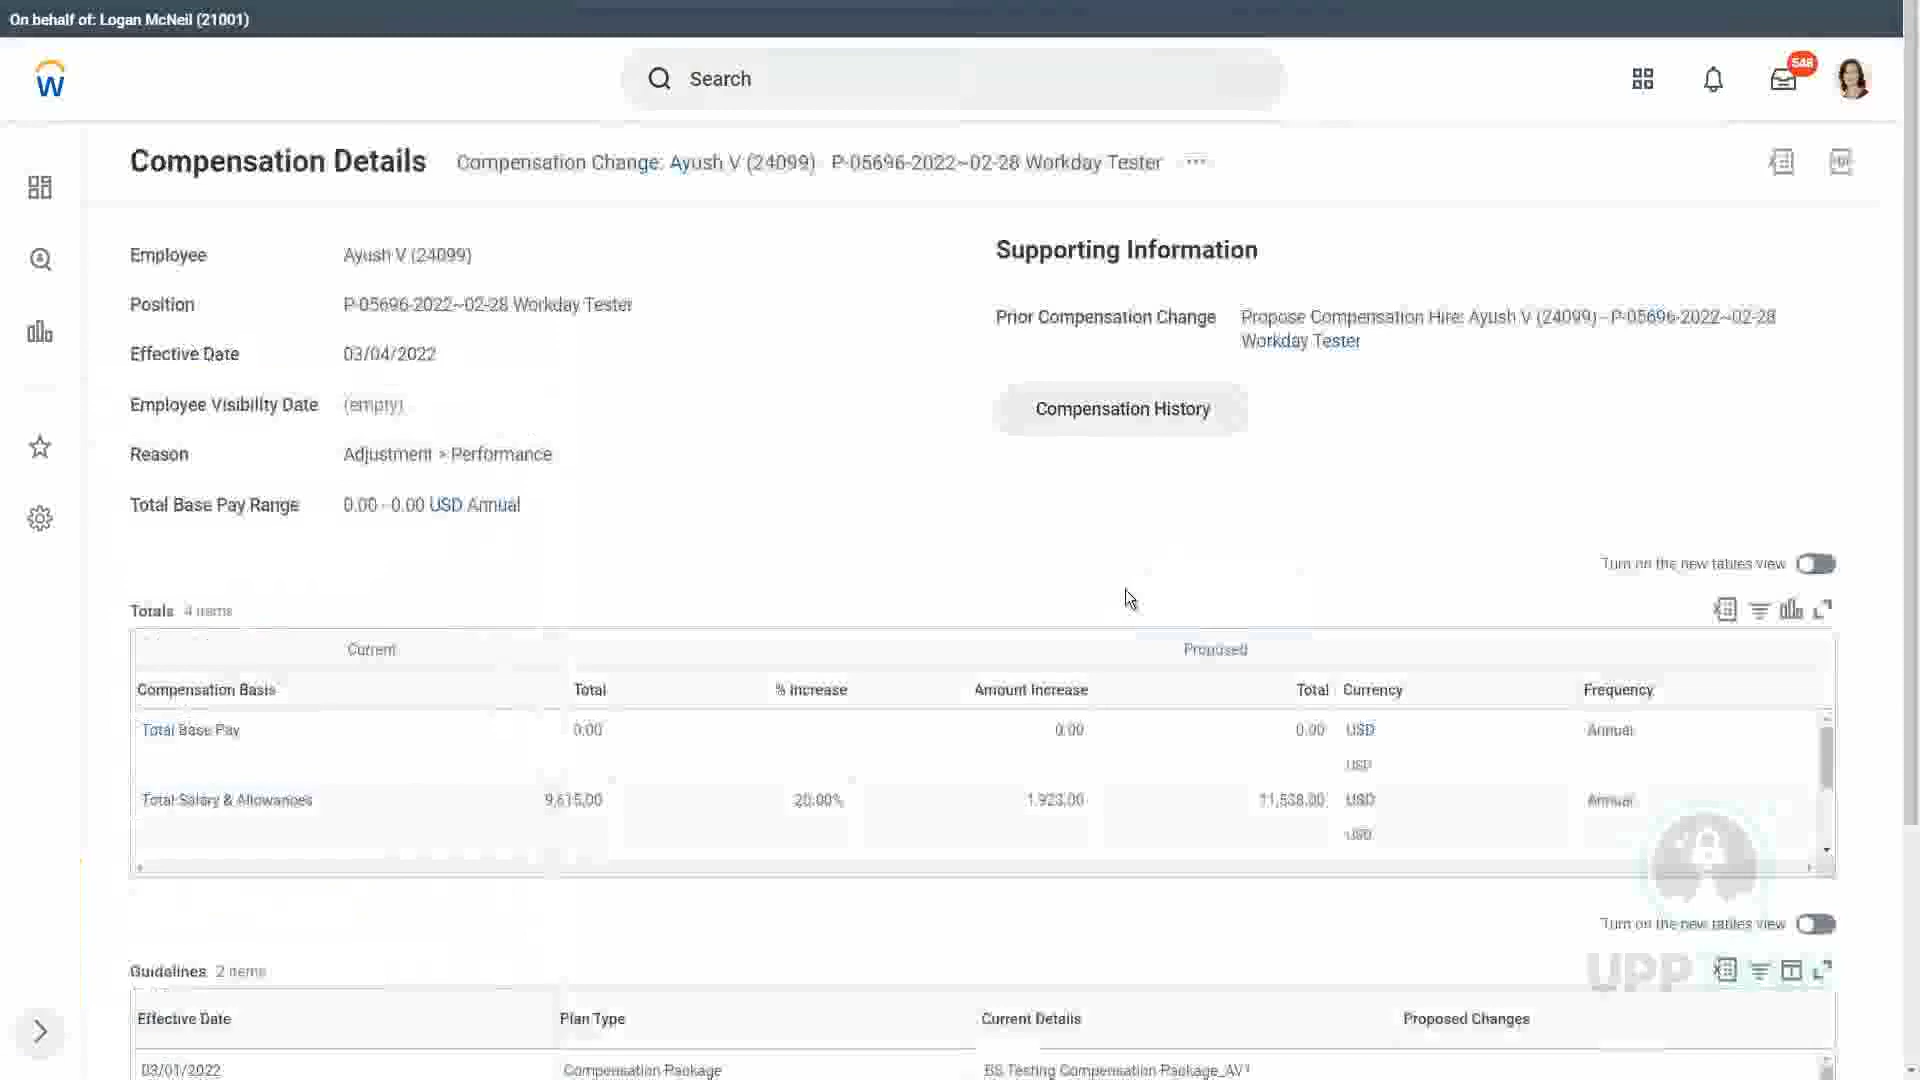 On behalf of: Logan McNeil (21001)
W
Search
548
Compensation Details Compensation Change: Ayush V (24099) P-05696-2022~02-28 Workday Tester ...
Employee Ayush V (24099)
Position P-05696-2022~02-28 Workday Tester
Effective Date 03/04/2022
Employee Visibility Date (empty)
Reason Adjustment > Performance
Total Base Pay Range 0.00 - 0.00 USD Annual
Supporting Information
Prior Compensation Change Propose Compensation Hire: Ayush V (24099) - P-05696-2022~02-28
Workday Tester
Compensation History
Turn on the new tables view
Totals 4 items
Current Proposed
Compensation Basis Total % Increase Amount Increase Total Currency Frequency
Total Base Pay 0.00 0.00 0.00 USD Annual
USD
Total Salary & Allowances 9,615.00 20.00% 1,923.00 11,538.00 USD Annual
USD
Turn on the new tables view
UPP
Guidelines 2 items
Effective Date Plan Type Current Details Proposed Changes
03/01/2022 Compensation Package BS Testing Compensation Package_AV1